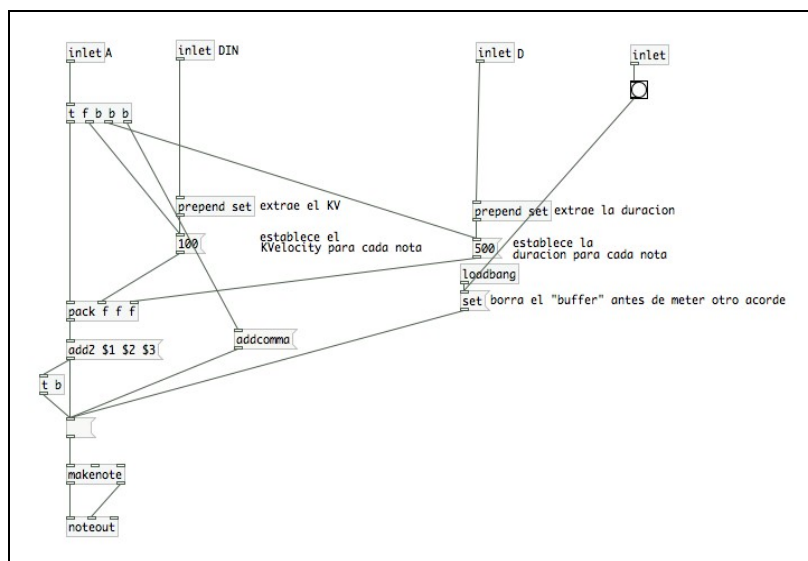 inlet A
inlet DIN
inlet D
inlet
t f b b b
prepend set extrae el KV
prepend set extrae la duracion
100
establece el
KVelocity para cada nota
500
establece la
duracion para cada nota
loadbang
set borra el "buffer" antes de meter otro acorde
pack f f f
addcomma
add2 $1 $2 $3
t b
makenote
noteout